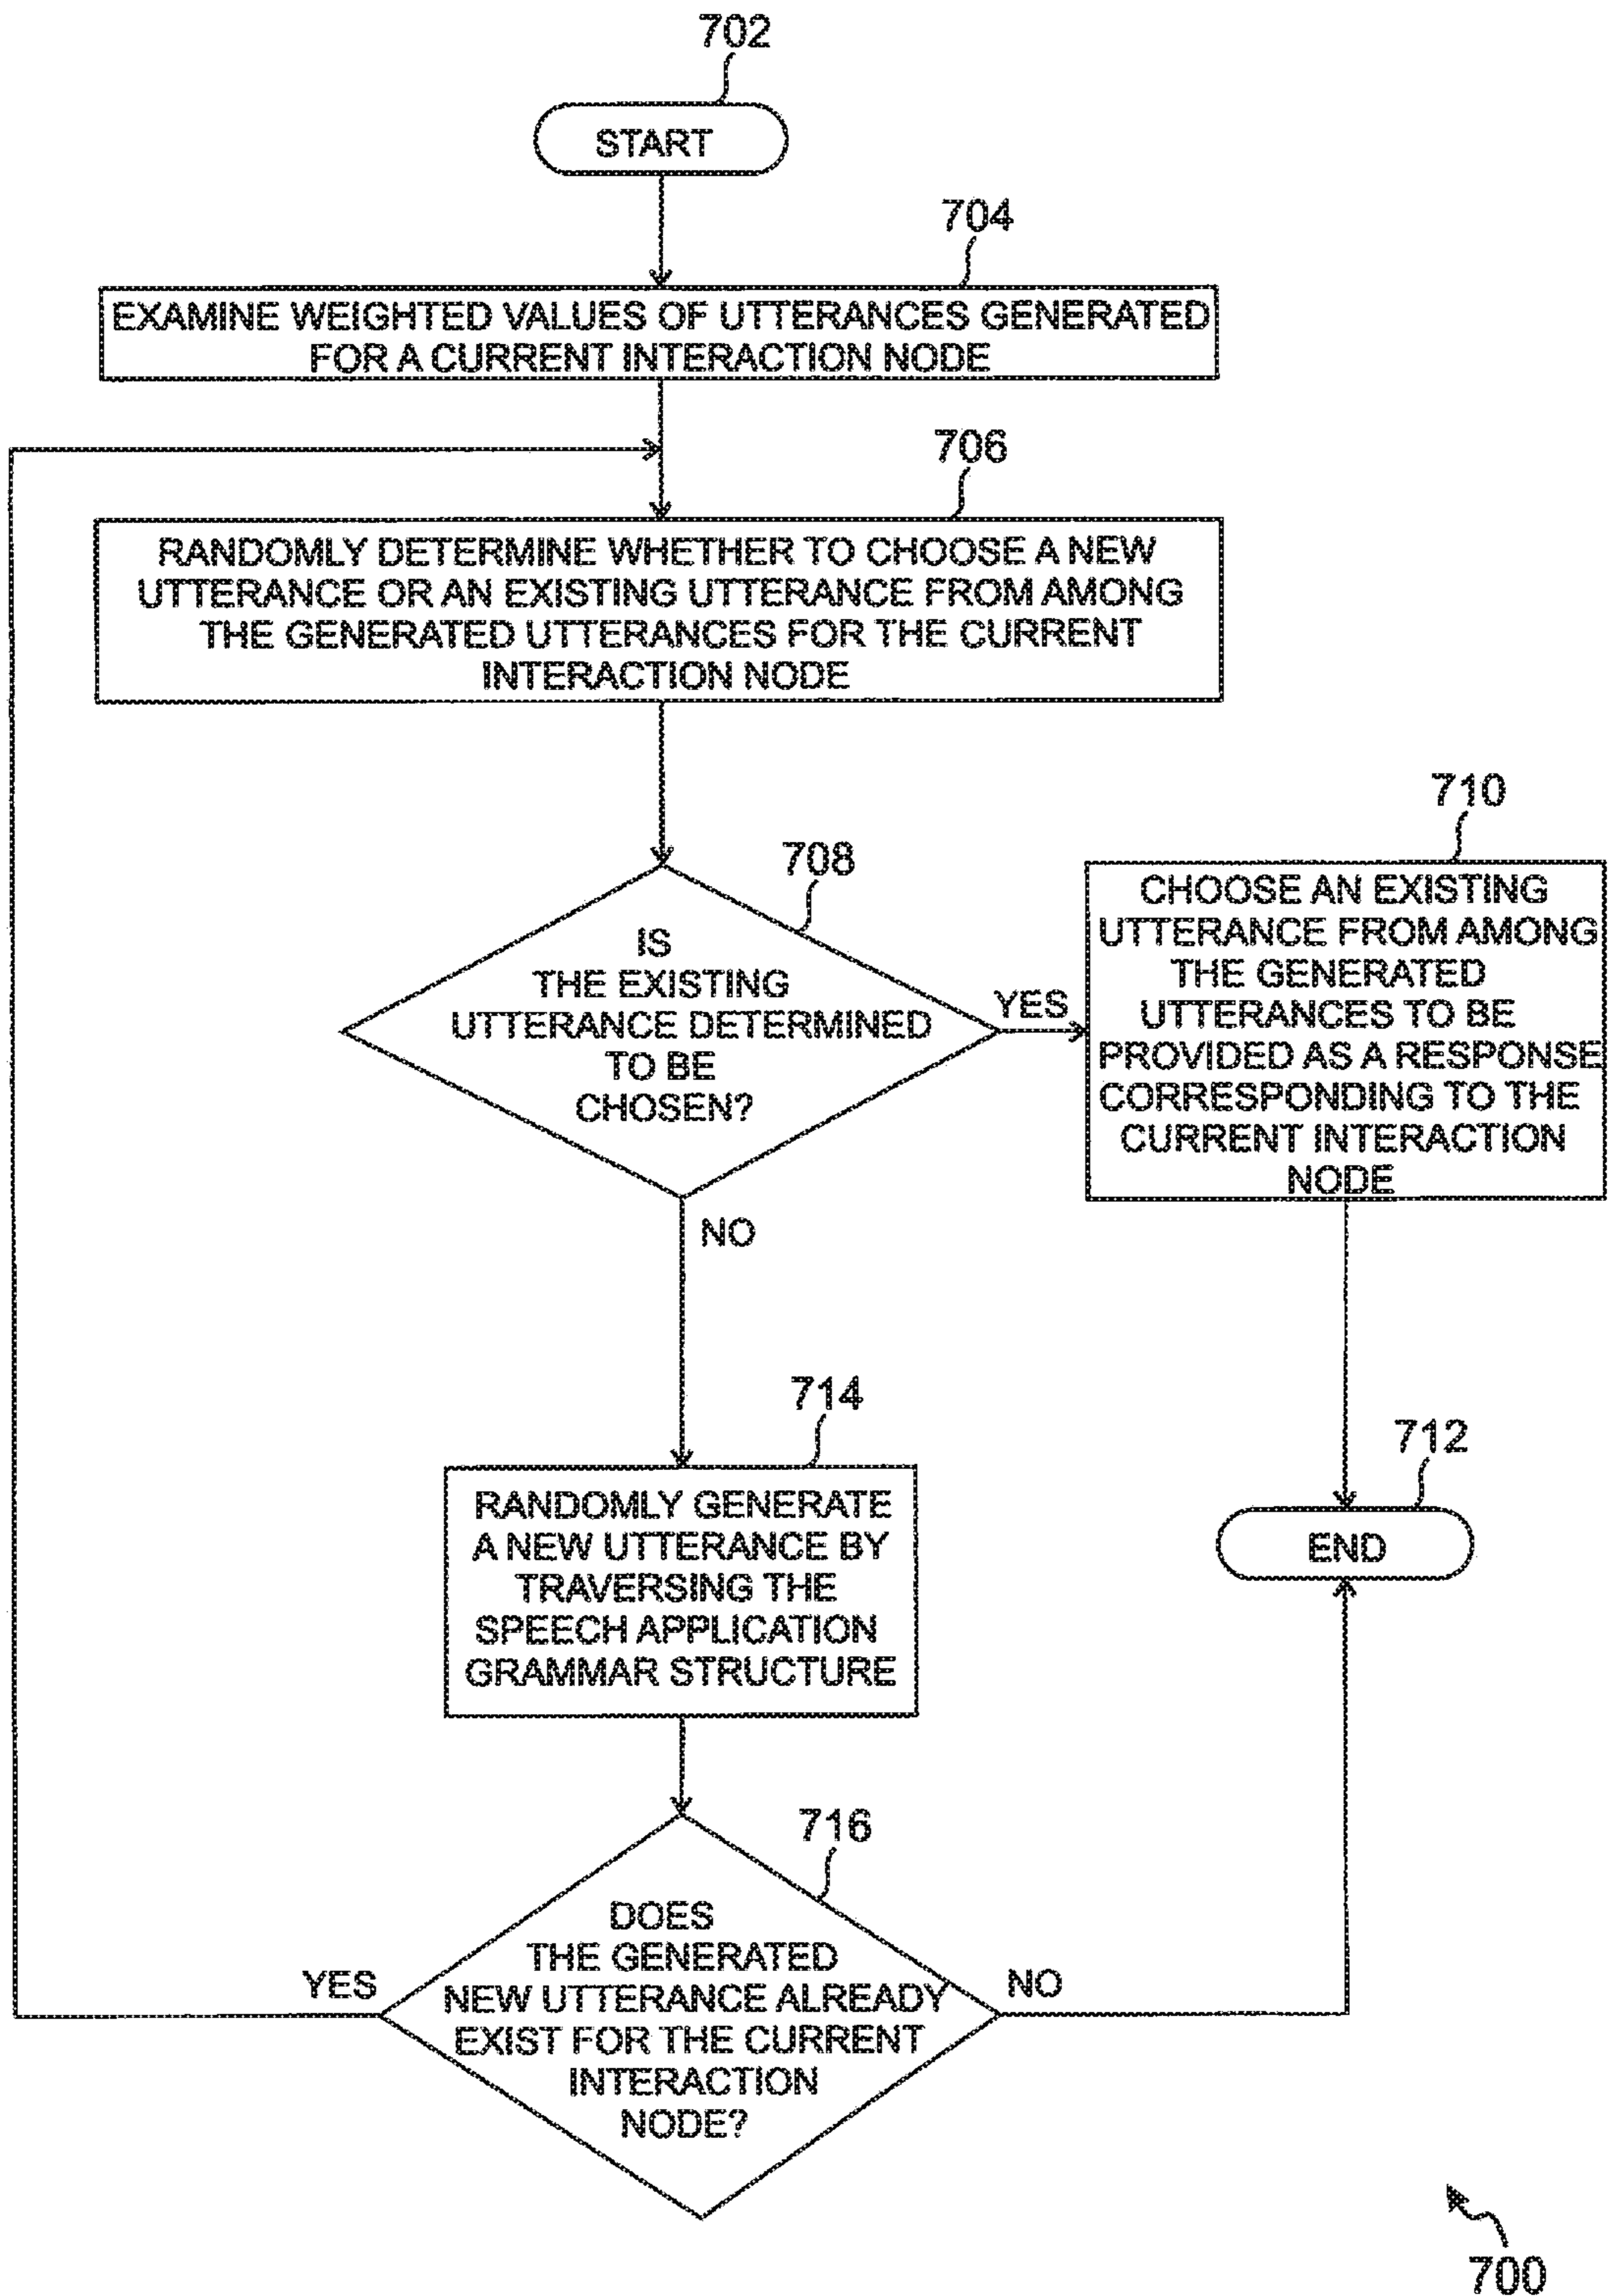 702
START
704
EXAMINE WEIGHTED VALUES OF UTTERANCES GENERATED
FOR A CURRENT INTERACTION NODE
706
RANDOMLY DETERMINE WHETHER TO CHOOSE A NEW
UTTERANCE OR AN EXISTING UTTERANCE FROM AMONG
THE GENERATED UTTERANCES FOR THE CURRENT
INTERACTION NODE
708
IS
THE EXISTING
UTTERANCE DETERMINED
TO BE
CHOSEN?
YES
710
CHOOSE AN EXISTING
UTTERANCE FROM AMONG
THE GENERATED
UTTERANCES TO BE
PROVIDED AS A RESPONSE
CORRESPONDING TO THE
CURRENT INTERACTION
NODE
NO
714
RANDOMLY GENERATE
A NEW UTTERANCE BY
TRAVERSING THE
SPEECH APPLICATION
GRAMMAR STRUCTURE
712
END
716
DOES
THE GENERATED
NEW UTTERANCE ALREADY
EXIST FOR THE CURRENT
INTERACTION
NODE?
YES
NO
700